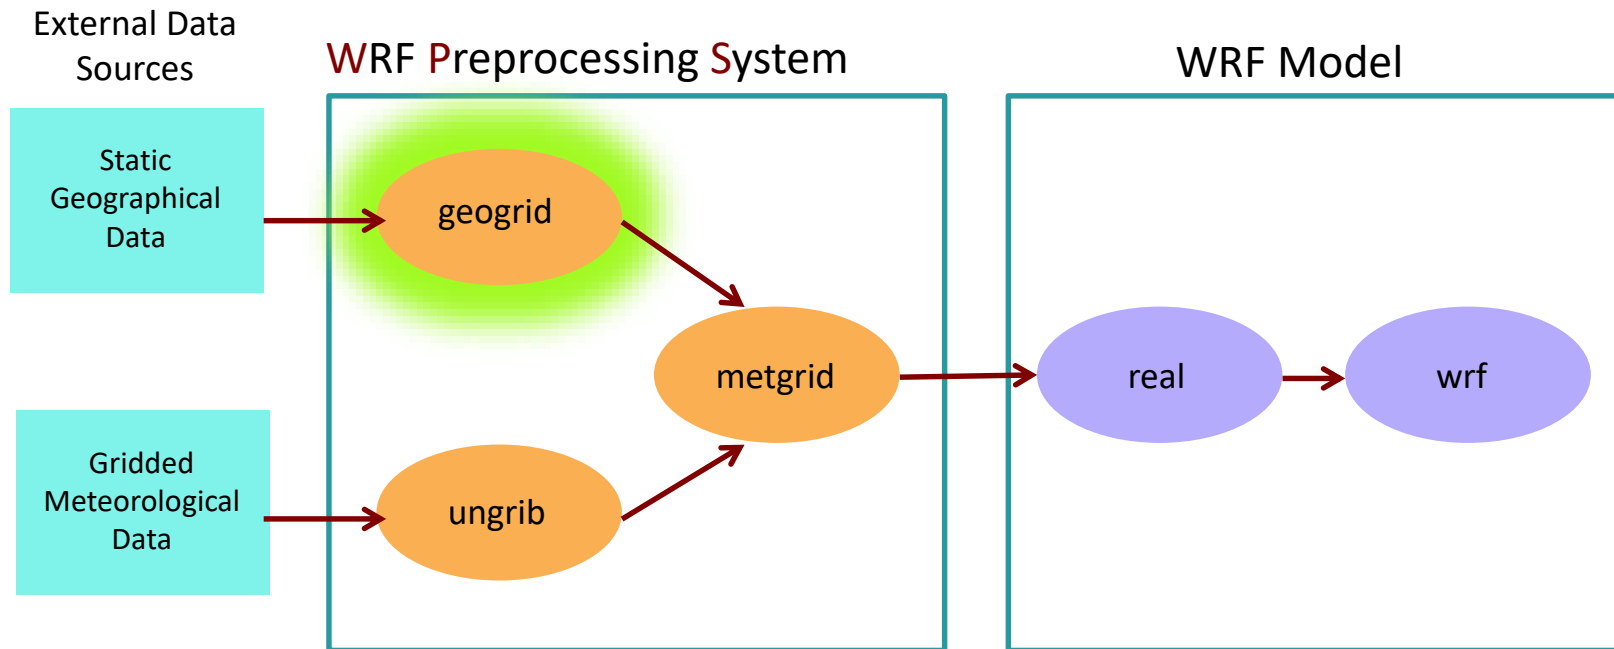 External Data
Sources
WRF Preprocessing System
WRF Model
Static
Geographical
Data
geogrid
metgrid
real
wrf
Gridded
Meteorological
Data
ungrib